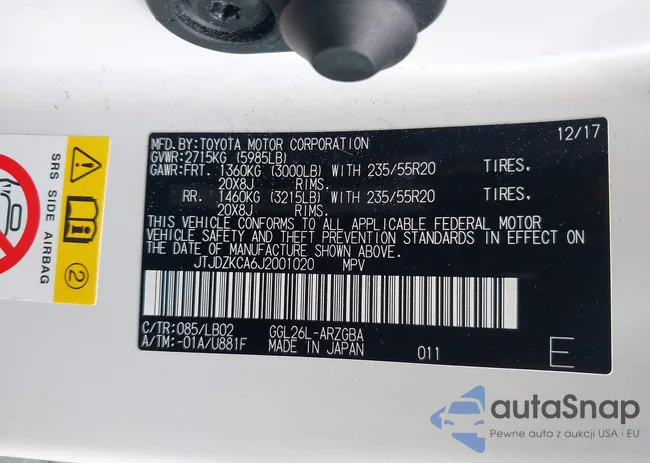 MFD.BY:TOYOTA MOTOR CORPORATION 12/17
GVWR:2715KG (5985LB)
GAWR:FRT. 1360KG (3000LB) WITH 235/55R20 TIRES.
20X8J RIMS.
RR. 1460KG (3215LB) WITH 235/55R20 TIRES.
20X8J RIMS.
THIS VEHICLE CONFORMS TO ALL APPLICABLE FEDERAL MOTOR
VEHICLE SAFETY AND THEFT PREVENTION STANDARDS IN EFFECT ON
THE DATE OF MANUFACTURE SHOWN ABOVE.
JTJDZKCA6J2001020 MPV
C/TR:085/LB02 GGL26L-ARZGBA
A/TM:-01A/U881F MADE IN JAPAN 011 E
SRS SIDE AIRBAG
2
autoSnap
Pewne auta z aukcji USA i EU